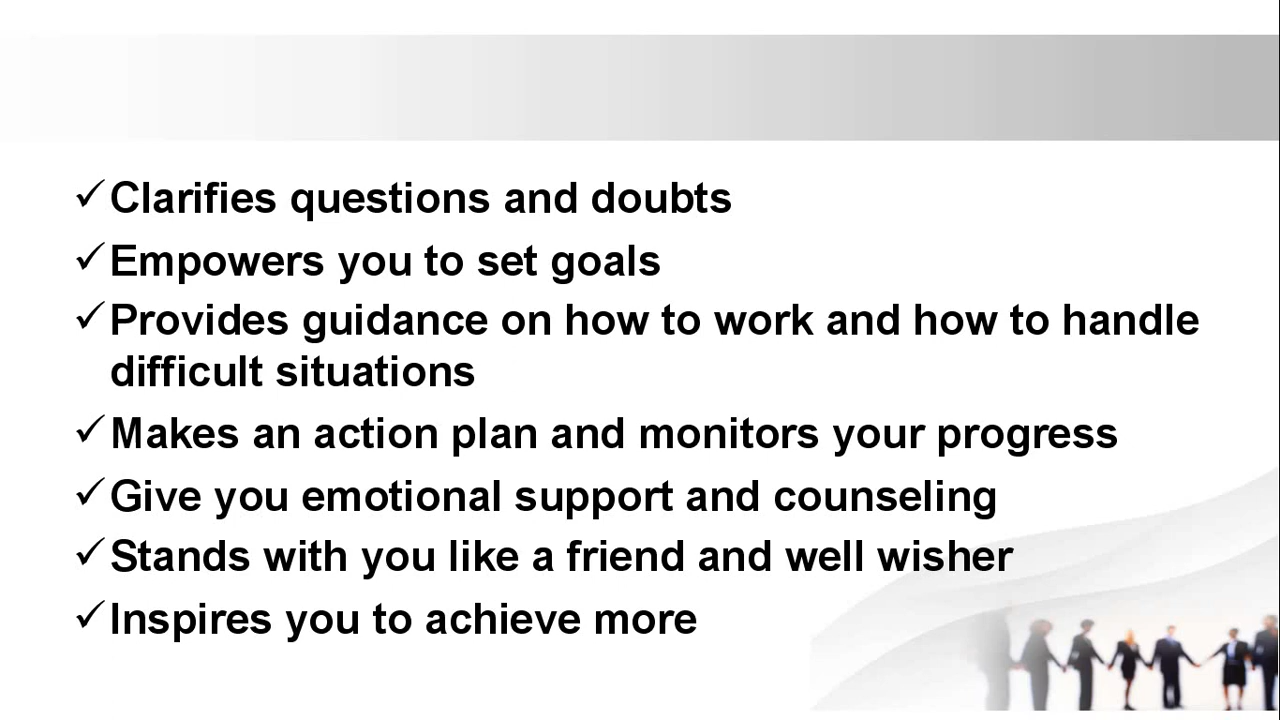 ✓Clarifies questions and doubts
✓Empowers you to set goals
✓Provides guidance on how to work and how to handle
difficult situations
✓Makes an action plan and monitors your progress
✓Give you emotional support and counseling
✓Stands with you like a friend and well wisher
✓Inspires you to achieve more